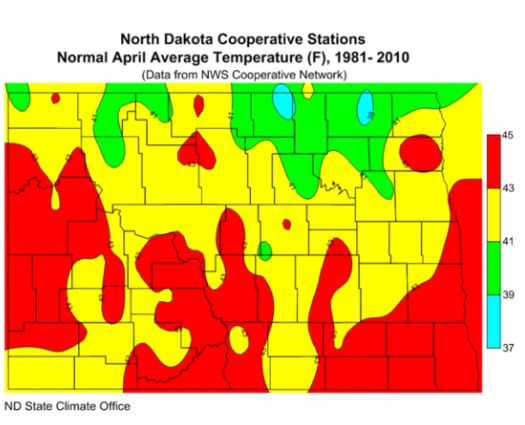 North Dakota Cooperative Stations
Normal April Average Temperature (F), 1981- 2010
(Data from NWS Cooperative Network)
45
43
41
39
37
ND State Climate Office